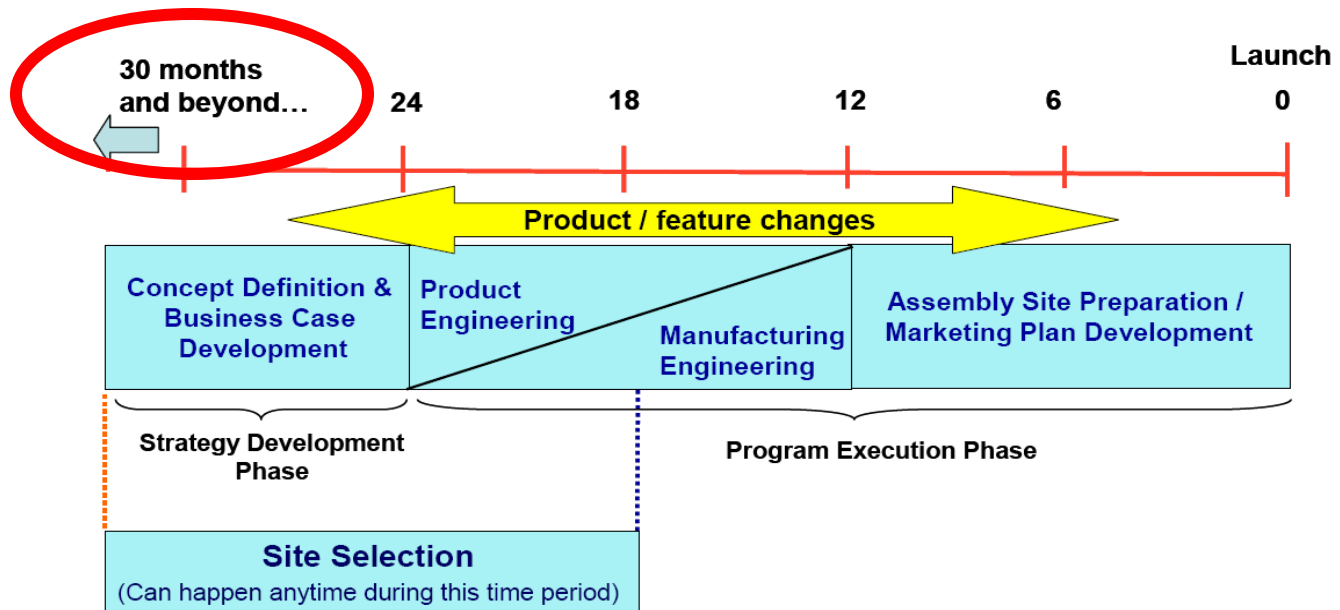 Launch
30 months
and beyond…
24
18
12
6
0
Product / feature changes
Concept Definition &
Business Case
Development
Product
Engineering
Manufacturing
Engineering
Assembly Site Preparation /
Marketing Plan Development
Strategy Development
Phase
Program Execution Phase
Site Selection
(Can happen anytime during this time period)